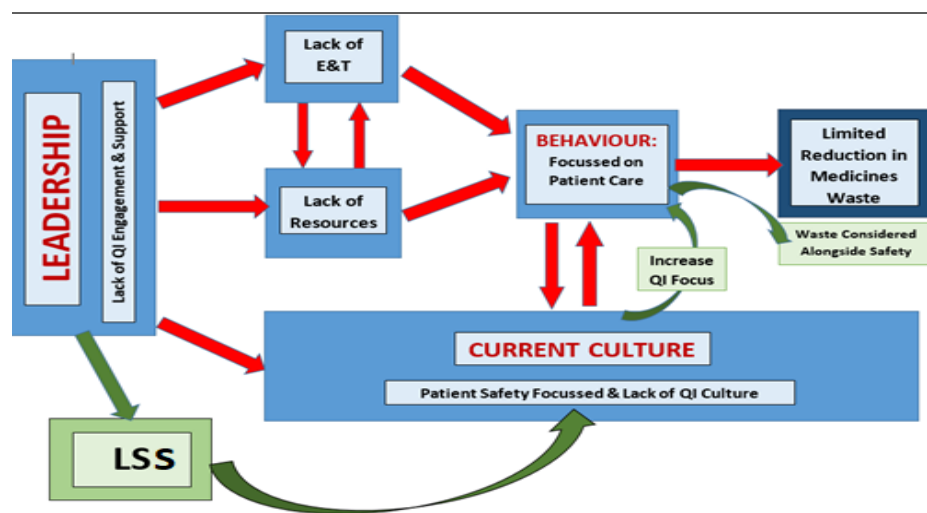 LEADERSHIP
Lack of QI Engagement & Support
Lack of
E&T
Lack of
Resources
BEHAVIOUR:
Focussed on
Patient Care
Limited
Reduction in
Medicines
Waste
Waste Considered
Alongside Safety
Increase
QI Focus
CURRENT CULTURE
Patient Safety Focussed & Lack of QI Culture
LSS